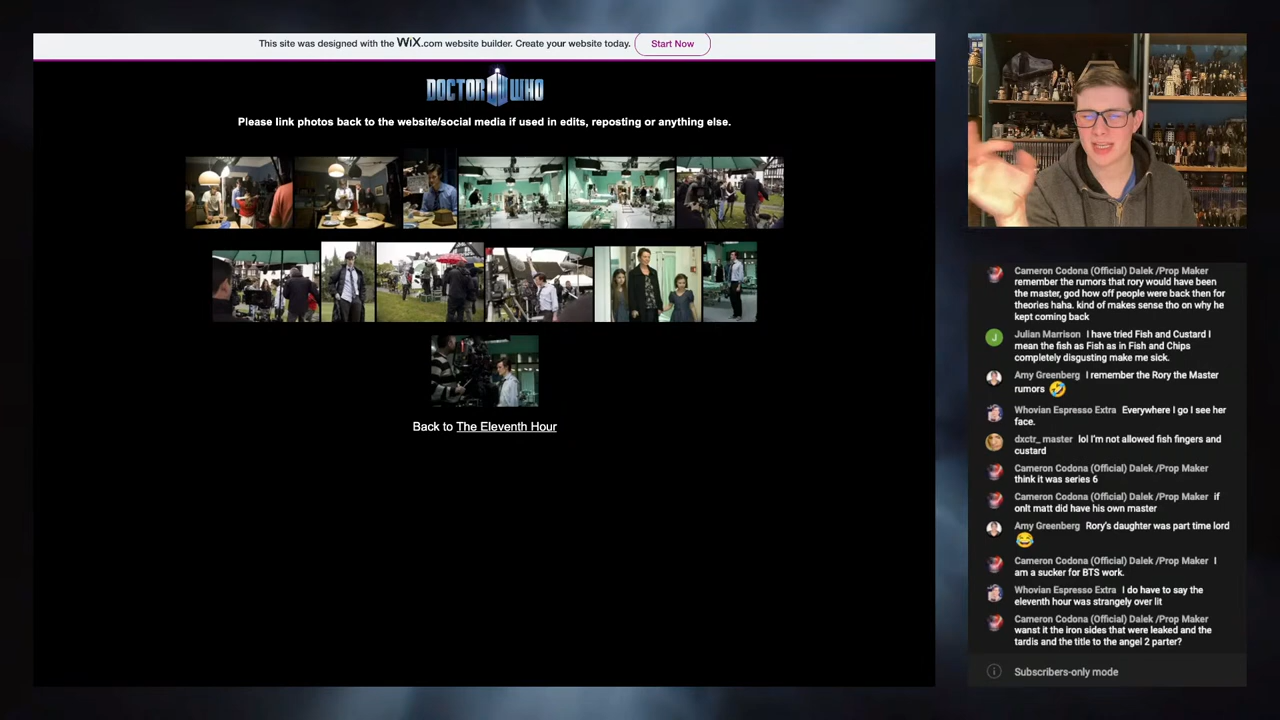 This site was designed with the WiX.com website builder. Create your website today.
Start Now
DOCTOR WHO
Please link photos back to the website/social media if used in edits, reposting or anything else.
Back to The Eleventh Hour
Cameron Codona (Official) Dalek /Prop Maker
remember the rumors that rory would have been
the master, god how off people were back then for
theories haha. kind of makes sense tho on why he
kept coming back
J
Julian Marrison I have tried Fish and Custard I
mean the fish as Fish as in Fish and Chips
completely disgusting make me sick.
Amy Greenberg I remember the Rory the Master
rumors 🤣
Whovian Espresso Extra Everywhere I go I see her
face.
dxctr_ master lol I'm not allowed fish fingers and
custard
Cameron Codona (Official) Dalek /Prop Maker
think it was series 6
Cameron Codona (Official) Dalek /Prop Maker if
onlt matt did have his own master
Amy Greenberg Rory's daughter was part time lord
😂
Cameron Codona (Official) Dalek /Prop Maker I
am a sucker for BTS work.
Whovian Espresso Extra I do have to say the
eleventh hour was strangely over lit
Cameron Codona (Official) Dalek /Prop Maker
wanst it the iron sides that were leaked and the
tardis and the title to the angel 2 parter?
Subscribers-only mode